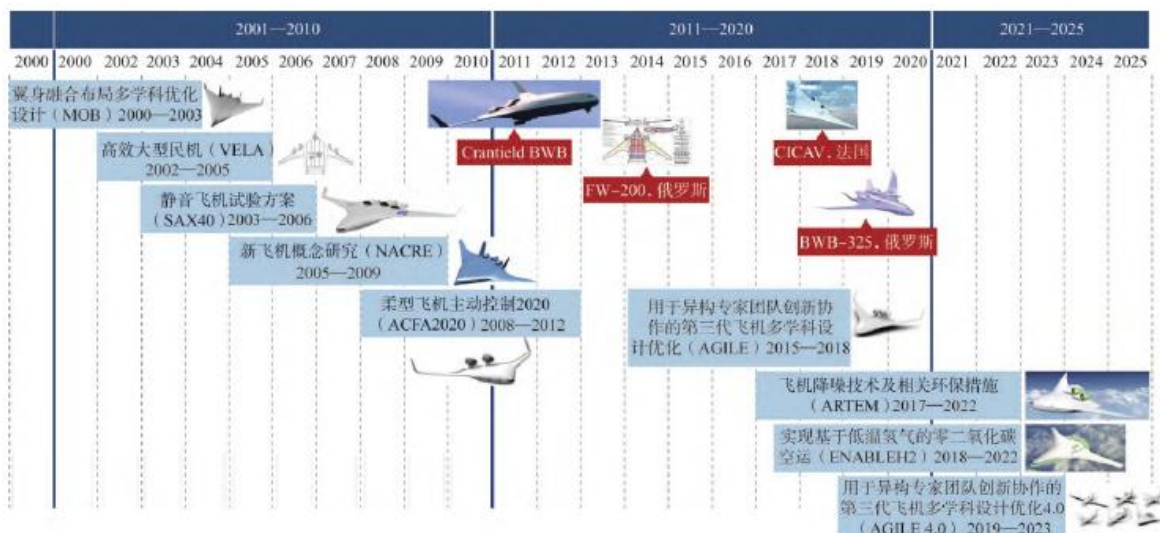 2001—2010
2011—2020
2021—2025
2000 2000 2002 2003 2004 2005 2006 2007 2008 2009 2010 2011 2012 2013 2014 2015 2016 2017 2018 2019 2020 2021 2022 2023 2024 2025
翼身融合布局多学科优化
设计（MOB）2000—2003
高效大型民机（VELA）
2002—2005
静音飞机试验方案
（SAX40）2003—2006
新飞机概念研究（NACRE）
2005—2009
柔型飞机主动控制2020
（ACFA2020）2008—2012
Crantield BWB
FW-200，俄罗斯
CICAV，法国
BWB-325，俄罗斯
用于异构专家团队创新协
作的第三代飞机多学科设
计优化（AGILE）2015—2018
飞机降噪技术及相关环保措施
（ARTEM）2017—2022
实现基于低温氢气的零二氧化碳
空运（ENABLEH2）2018—2022
用于异构专家团队创新协作的
第三代飞机多学科设计优化4.0
（AGILE 4.0）2019—2023